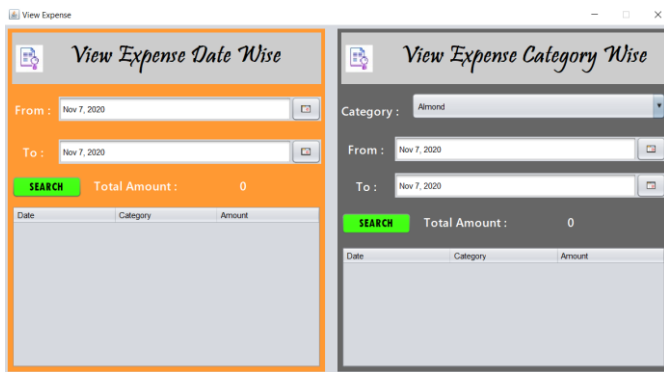 View Expense
View Expense Date Wise
From :
Nov 7, 2020
To :
Nov 7, 2020
SEARCH
Total Amount :
0
Date Category Amount
View Expense Category Wise
Category :
Almond
From :
Nov 7, 2020
To :
Nov 7, 2020
SEARCH
Total Amount :
0
Date Category Amount